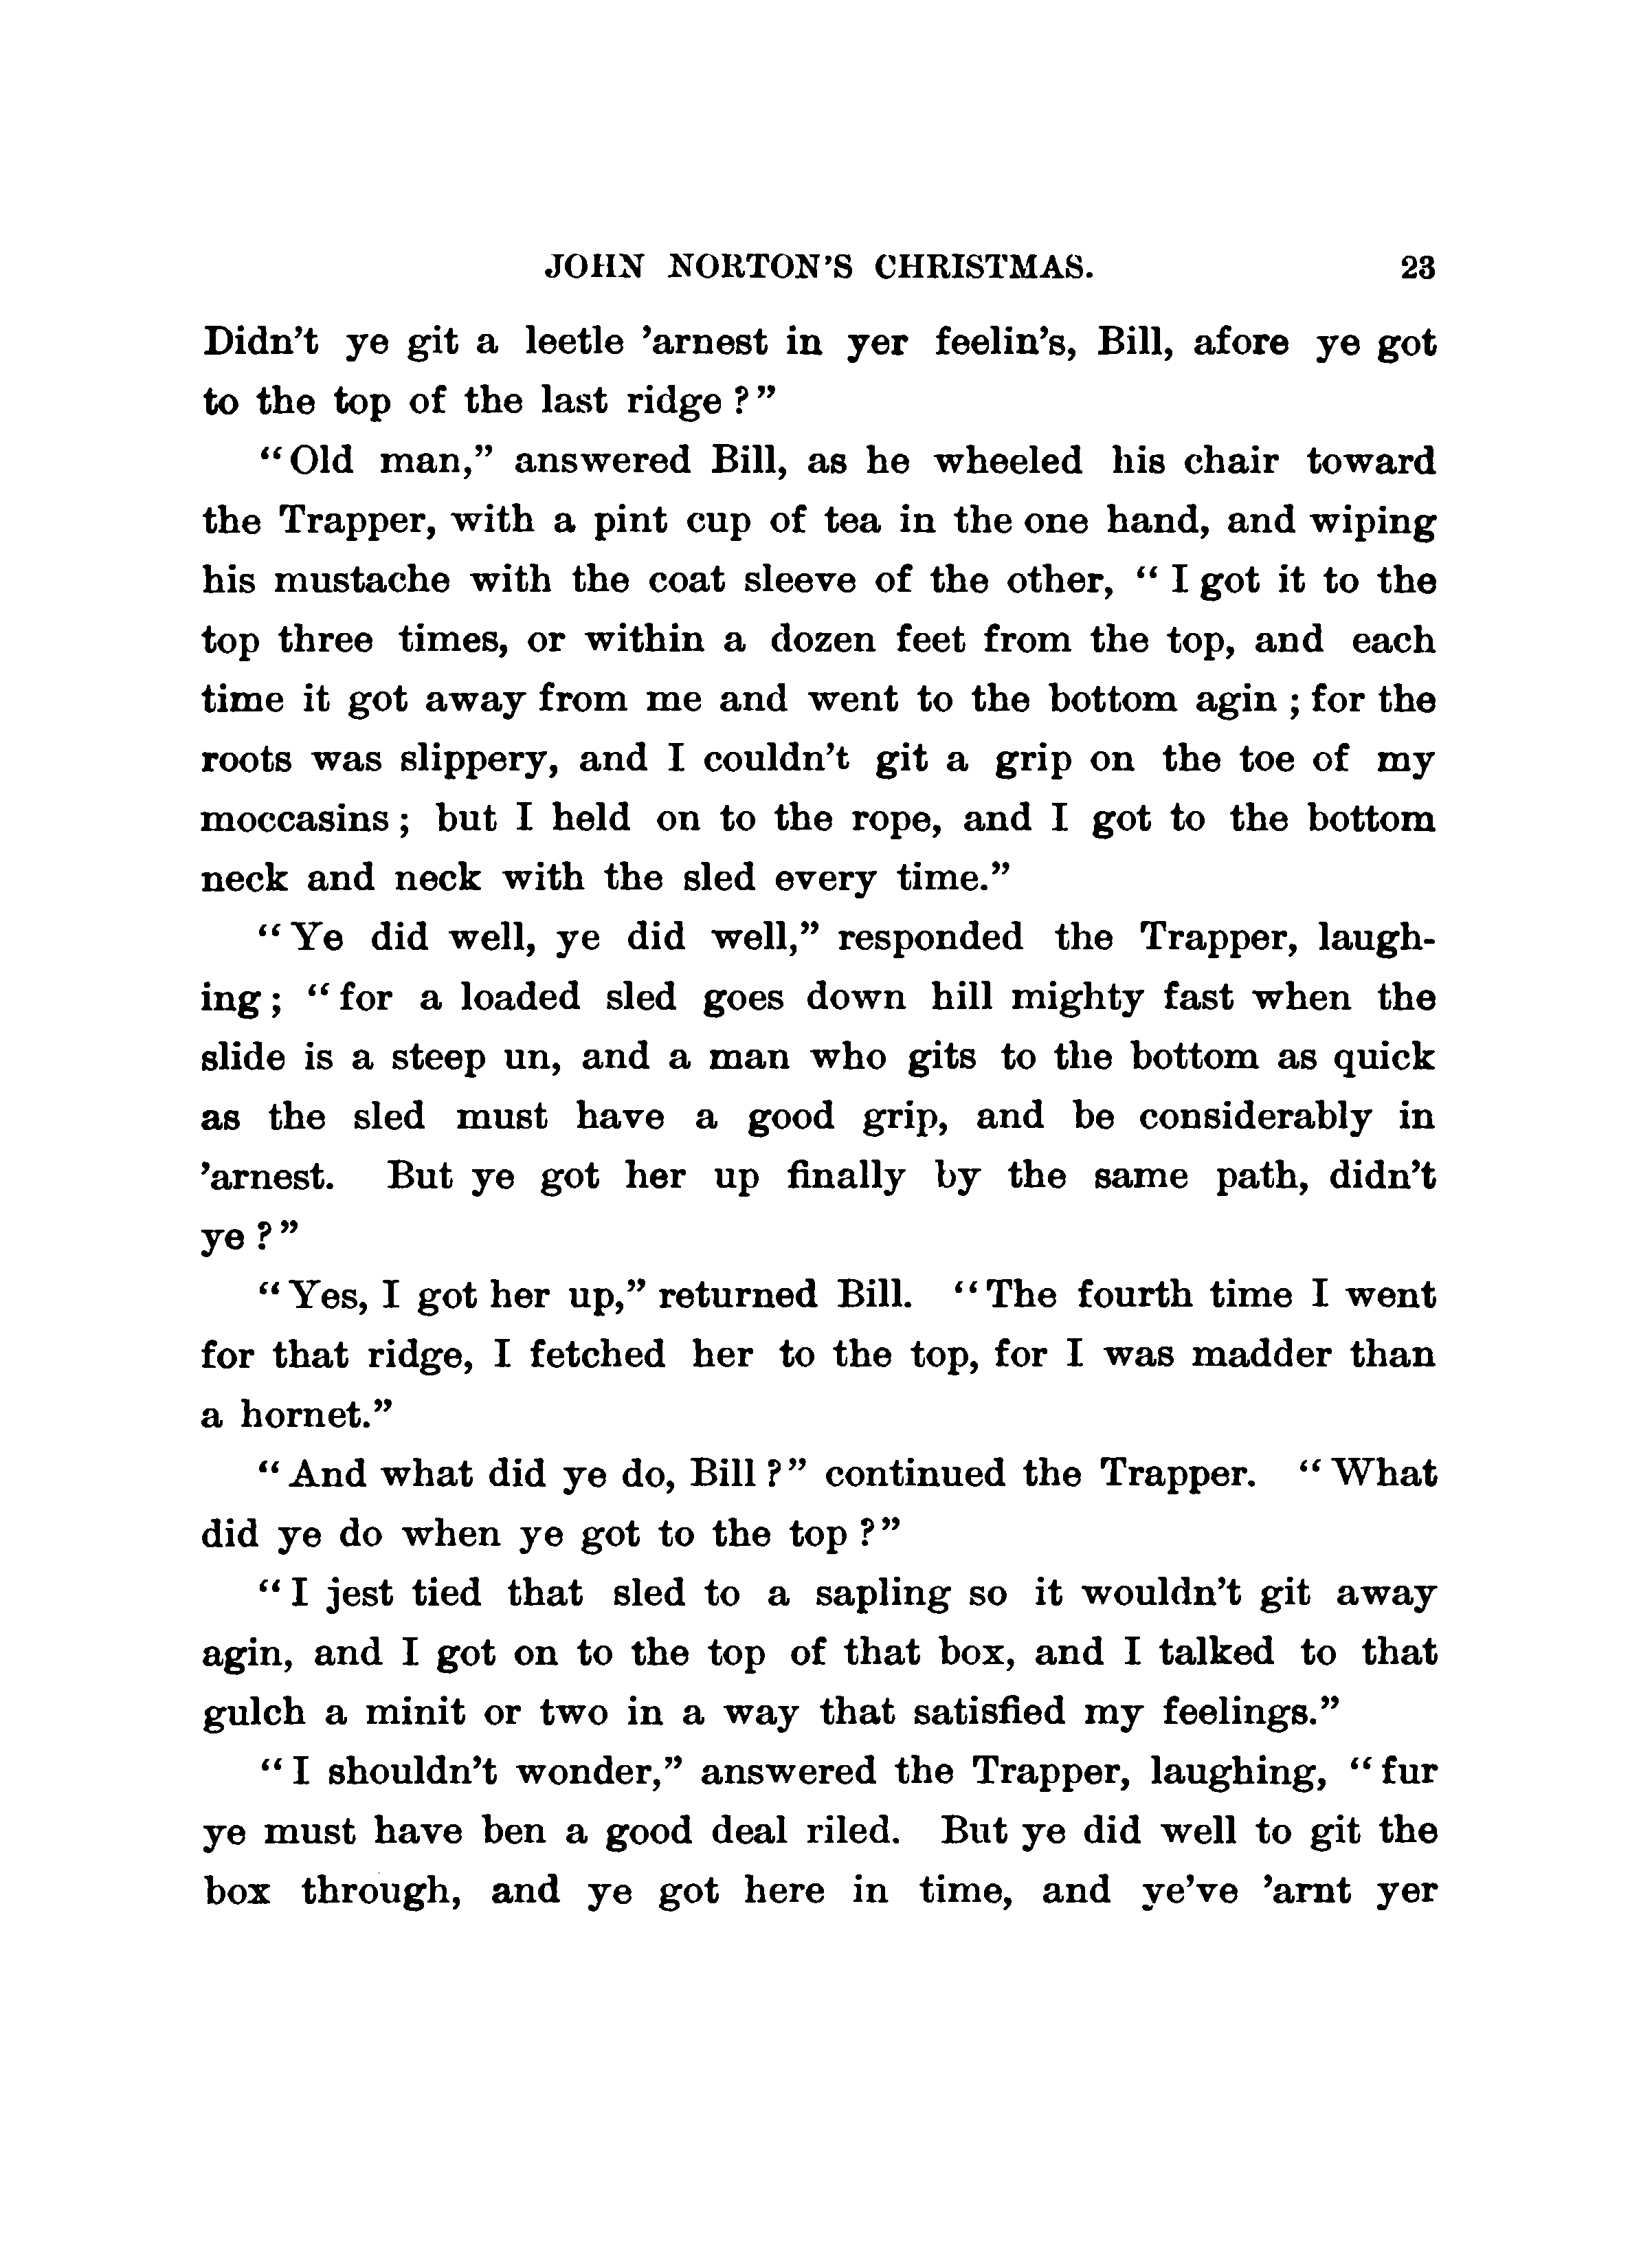 JOHN NORTON'S CHRISTMAS. 23
Didn't ye git a leetle 'arnest in yer feelin's, Bill, afore ye got
to the top of the last ridge?"
"Old man," answered Bill, as he wheeled his chair toward
the Trapper, with a pint cup of tea in the one hand, and wiping
his mustache with the coat sleeve of the other, "I got it to the
top three times, or within a dozen feet from the top, and each
time it got away from me and went to the bottom agin; for the
roots was slippery, and I couldn't git a grip on the toe of my
moccasins; but I held on to the rope, and I got to the bottom
neck and neck with the sled every time."
"Ye did well, ye did well," responded the Trapper, laugh-
ing; "for a loaded sled goes down hill mighty fast when the
slide is a steep un, and a man who gits to the bottom as quick
as the sled must have a good grip, and be considerably in
'arnest. But ye got her up finally by the same path, didn't
ye?"
"Yes, I got her up," returned Bill. "The fourth time I went
for that ridge, I fetched her to the top, for I was madder than
a hornet."
"And what did ye do, Bill?" continued the Trapper. "What
did ye do when ye got to the top?"
"I jest tied that sled to a sapling so it wouldn't git away
agin, and I got on to the top of that box, and I talked to that
gulch a minit or two in a way that satisfied my feelings."
"I shouldn't wonder," answered the Trapper, laughing, "fur
ye must have ben a good deal riled. But ye did well to git the
box through, and ye got here in time, and ye've 'arnt yer